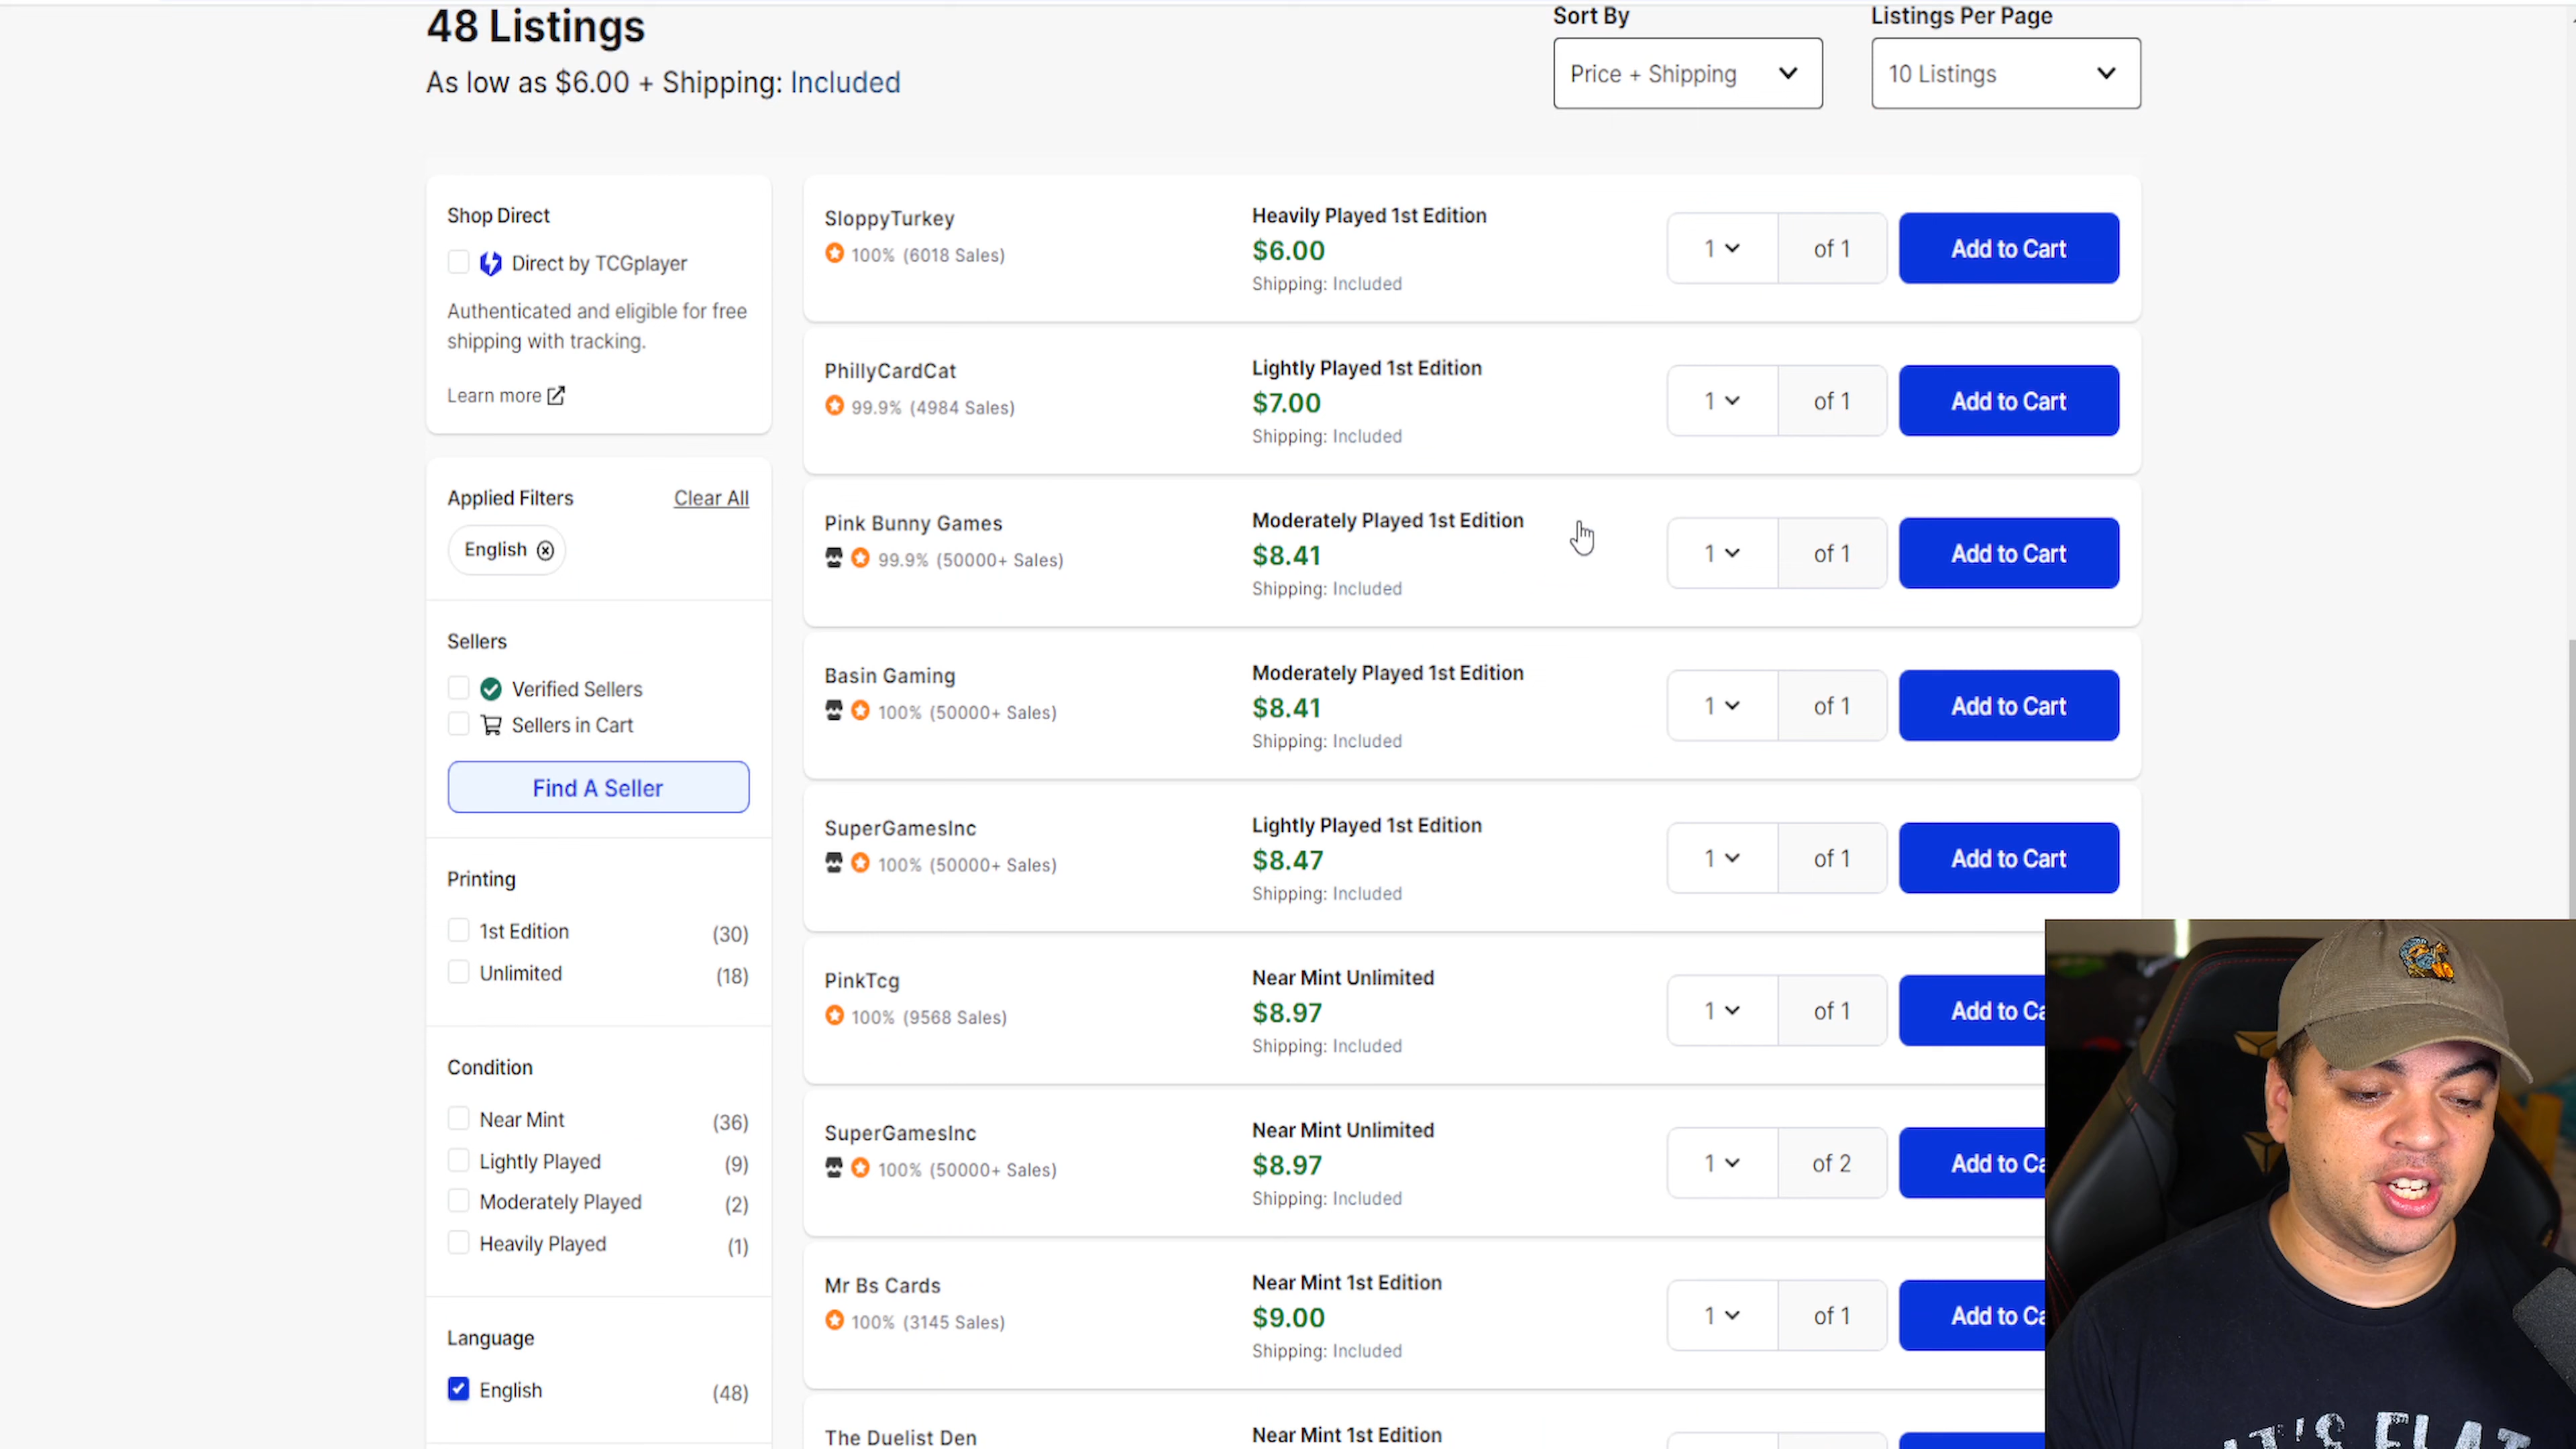 48 Listings
As low as $6.00 + Shipping: Included
Sort By
Price + Shipping
Listings Per Page
10 Listings
Shop Direct
Direct by TCGplayer
Authenticated and eligible for free
shipping with tracking.
Learn more
Applied Filters
Clear All
English
Sellers
Verified Sellers
Sellers in Cart
Find A Seller
Printing
1st Edition (30)
Unlimited (18)
Condition
Near Mint (36)
Lightly Played (9)
Moderately Played (2)
Heavily Played (1)
Language
English (48)
SloppyTurkey
100% (6018 Sales)
Heavily Played 1st Edition
$6.00
Shipping: Included
1 of 1
Add to Cart
PhillyCardCat
99.9% (4984 Sales)
Lightly Played 1st Edition
$7.00
Shipping: Included
1 of 1
Add to Cart
Pink Bunny Games
99.9% (50000+ Sales)
Moderately Played 1st Edition
$8.41
Shipping: Included
1 of 1
Add to Cart
Basin Gaming
100% (50000+ Sales)
Moderately Played 1st Edition
$8.41
Shipping: Included
1 of 1
Add to Cart
SuperGamesInc
100% (50000+ Sales)
Lightly Played 1st Edition
$8.47
Shipping: Included
1 of 1
Add to Cart
PinkTcg
100% (9568 Sales)
Near Mint Unlimited
$8.97
Shipping: Included
1 of 1
Add to Ca
SuperGamesInc
100% (50000+ Sales)
Near Mint Unlimited
$8.97
Shipping: Included
1 of 2
Add to Ca
Mr Bs Cards
100% (3145 Sales)
Near Mint 1st Edition
$9.00
Shipping: Included
1 of 1
Add to Ca
The Duelist Den
Near Mint 1st Edition